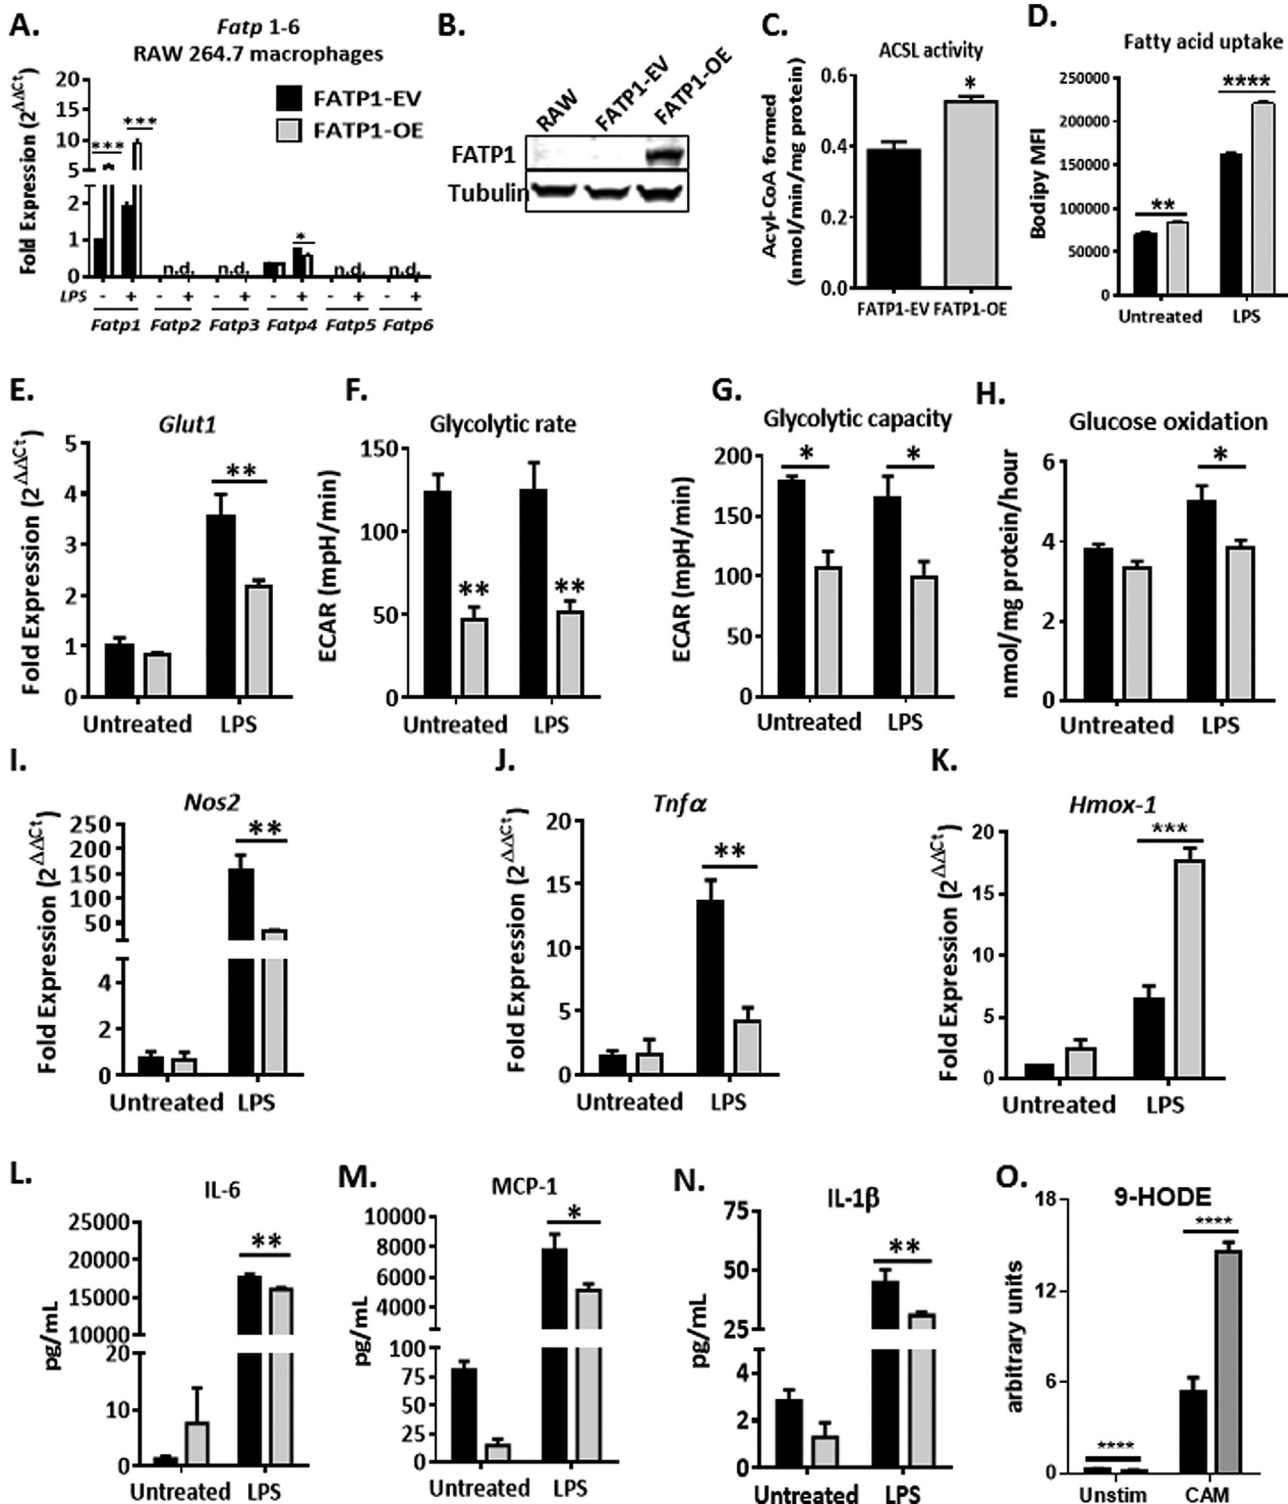 A.
Fatp 1-6
RAW 264.7 macrophages
Fold Expression (2^ΔΔCt)
20
15
10
5
2
1
0
*** ***
*
FATP1-EV
FATP1-OE
n.d. n.d. n.d. n.d.
LPS - + - + - + - + - + - +
Fatp1 Fatp2 Fatp3 Fatp4 Fatp5 Fatp6
B.
RAW FATP1-EV FATP1-OE
FATP1
Tubulin
C.
ACSL activity
Acyl-CoA formed
(nmol/min/mg protein)
0.6
0.4
0.2
0.0
*
FATP1-EV FATP1-OE
D.
Fatty acid uptake
Bodipy MFI
250000
200000
150000
100000
50000
0
** ****
Untreated LPS
E.
Glut1
Fold Expression (2^ΔΔCt)
5
4
3
2
1
0
**
Untreated LPS
F.
Glycolytic rate
ECAR (mpH/min)
150
100
50
0
** **
Untreated LPS
G.
Glycolytic capacity
ECAR (mpH/min)
200
150
100
50
0
* *
Untreated LPS
H.
Glucose oxidation
nmol/mg protein/hour
6
4
2
0
*
Untreated LPS
I.
Nos2
Fold Expression (2^ΔΔCt)
250
200
150
100
50
4
2
0
**
Untreated LPS
J.
Tnfα
Fold Expression (2^ΔΔCt)
20
15
10
5
0
**
Untreated LPS
K.
Hmox-1
Fold Expression (2^ΔΔCt)
20
15
10
5
0
***
Untreated LPS
L.
IL-6
pg/mL
25000
20000
15000
10000
20
10
0
**
Untreated LPS
M.
MCP-1
pg/mL
10000
8000
6000
4000
100
75
50
25
0
*
Untreated LPS
N.
IL-1β
pg/mL
75
50
25
4
2
0
**
Untreated LPS
O.
9-HODE
arbitrary units
18
12
6
0
**** ****
Unstim CAM